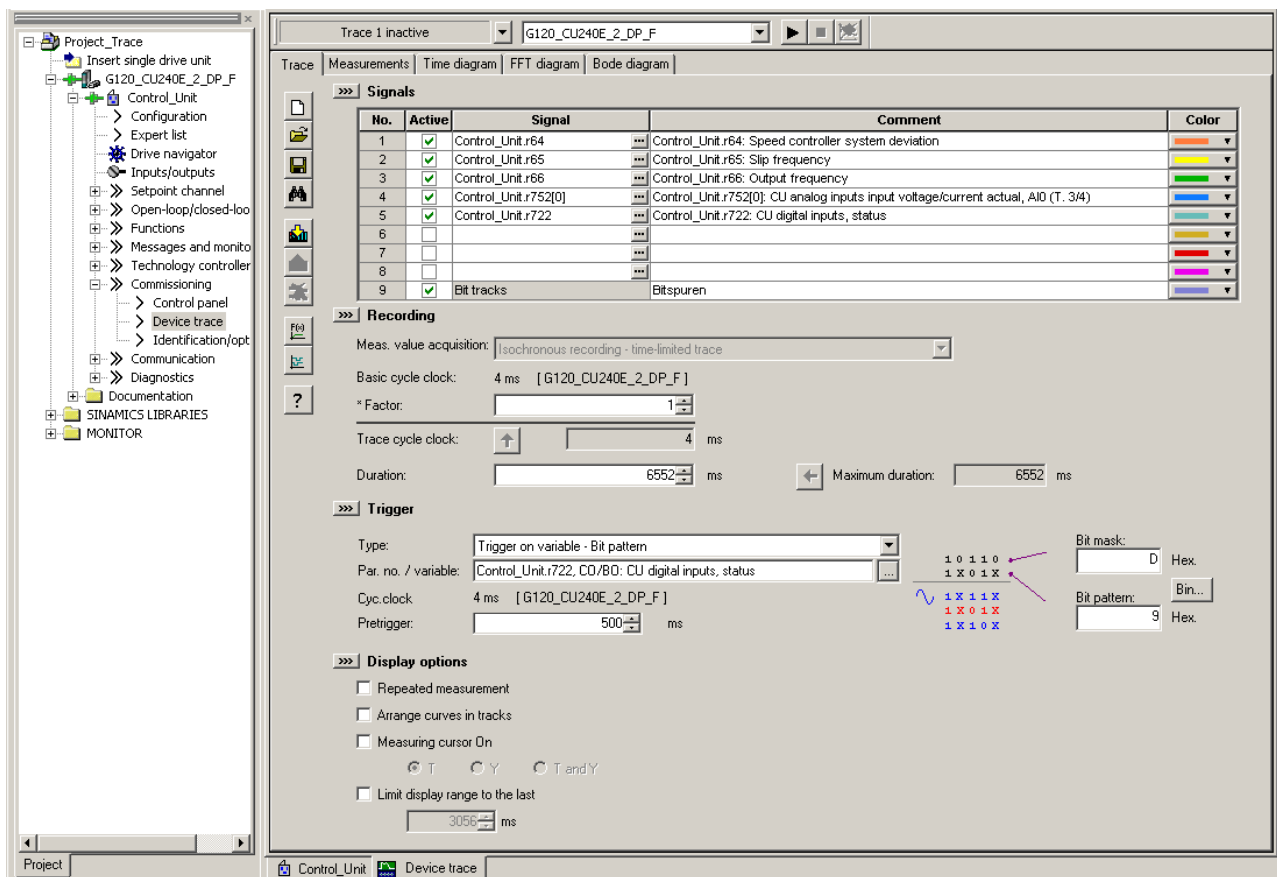 Project_Trace
Insert single drive unit
G120_CU240E_2_DP_F
Control_Unit
Configuration
Expert list
Drive navigator
Inputs/outputs
Setpoint channel
Open-loop/closed-loo
Functions
Messages and monito
Technology controller
Commissioning
Control panel
Device trace
Identification/opt
Communication
Diagnostics
Documentation
SINAMICS LIBRARIES
MONITOR
Project
Trace 1 inactive G120_CU240E_2_DP_F
Trace Measurements Time diagram FFT diagram Bode diagram
>>> Signals
No. Active Signal Comment Color
1 Control_Unit.r64 ... Control_Unit.r64: Speed controller system deviation
2 Control_Unit.r65 ... Control_Unit.r65: Slip frequency
3 Control_Unit.r66 ... Control_Unit.r66: Output frequency
4 Control_Unit.r752[0] ... Control_Unit.r752[0]: CU analog inputs input voltage/current actual, AI0 (T. 3/4)
5 Control_Unit.r722 ... Control_Unit.r722: CU digital inputs, status
6 ...
7 ...
8 ...
9 Bit tracks Bitspuren
F(x)
?
>>> Recording
Meas. value acquisition: Isochronous recording - time-limited trace
Basic cycle clock: 4 ms [G120_CU240E_2_DP_F]
* Factor: 1
Trace cycle clock: 4 ms
Duration: 6552 ms Maximum duration: 6552 ms
>>> Trigger
Type: Trigger on variable - Bit pattern
Par. no. / variable: Control_Unit.r722, CO/BO: CU digital inputs, status ...
Cyc.clock 4 ms [G120_CU240E_2_DP_F]
Pretrigger: 500 ms
1 0 1 1 0
1 X 0 1 X
1 X 1 1 X
1 X 0 1 X
1 X 1 0 X
Bit mask:
D Hex.
Bin...
Bit pattern:
9 Hex.
>>> Display options
Repeated measurement
Arrange curves in tracks
Measuring cursor On
T Y T and Y
Limit display range to the last
3056 ms
Control_Unit Device trace